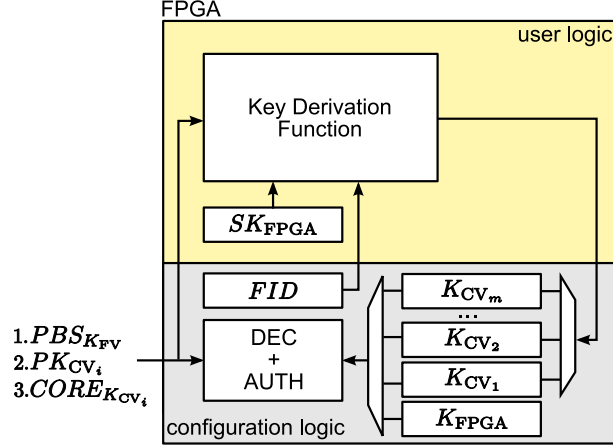 FPGA
user logic
Key Derivation
Function
SK_FPGA
FID
K_CV_m
...
K_CV_2
K_CV_1
K_FPGA
DEC
+
AUTH
1.PBS_K_FV
2.PK_CV_i
3.CORE_K_CV_i
configuration logic